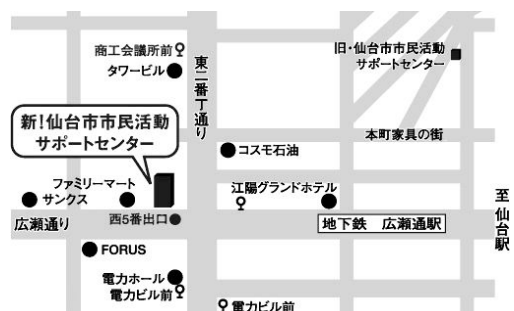 商工会議所前
タワービル
東二番丁通り
旧・仙台市市民活動
サポートセンター
新!仙台市市民活動
サポートセンター
本町家具の街
コスモ石油
ファミリーマート
サンクス
江陽グランドホテル
至仙台駅
広瀬通り
西5番出口
地下鉄 広瀬通駅
FORUS
電力ホール
電力ビル前
電力ビル前